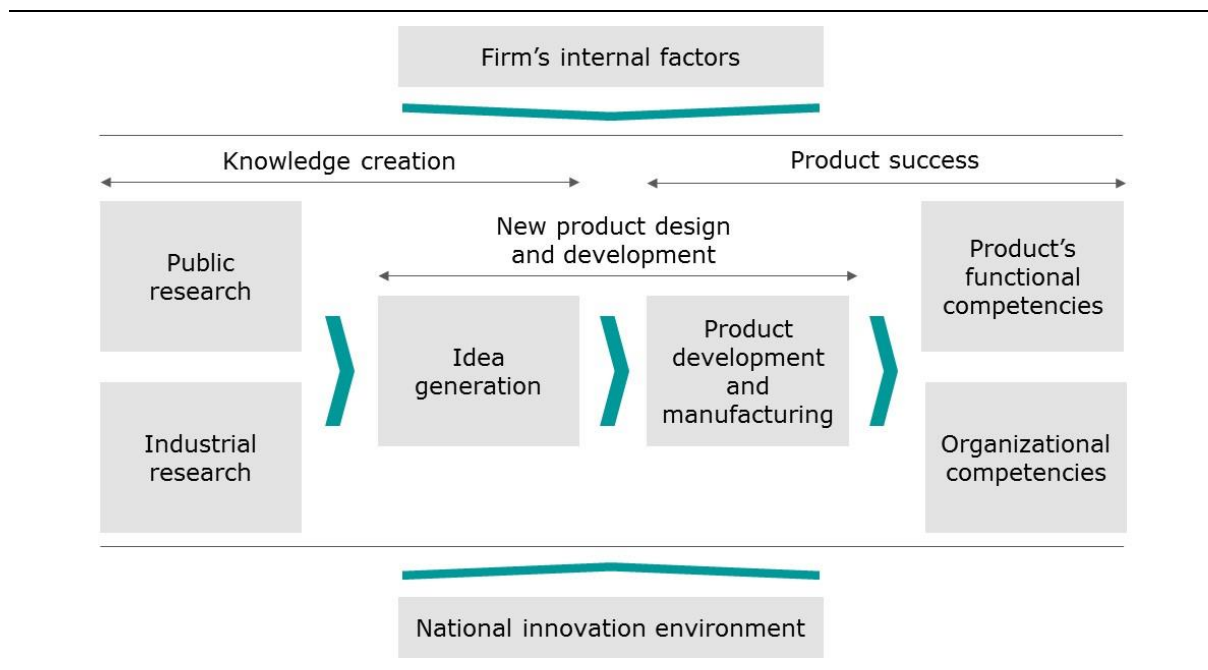 Firm's internal factors
Knowledge creation
Product success
Public
research
Industrial
research
New product design
and development
Idea
generation
Product
development
and
manufacturing
Product's
functional
competencies
Organizational
competencies
National innovation environment